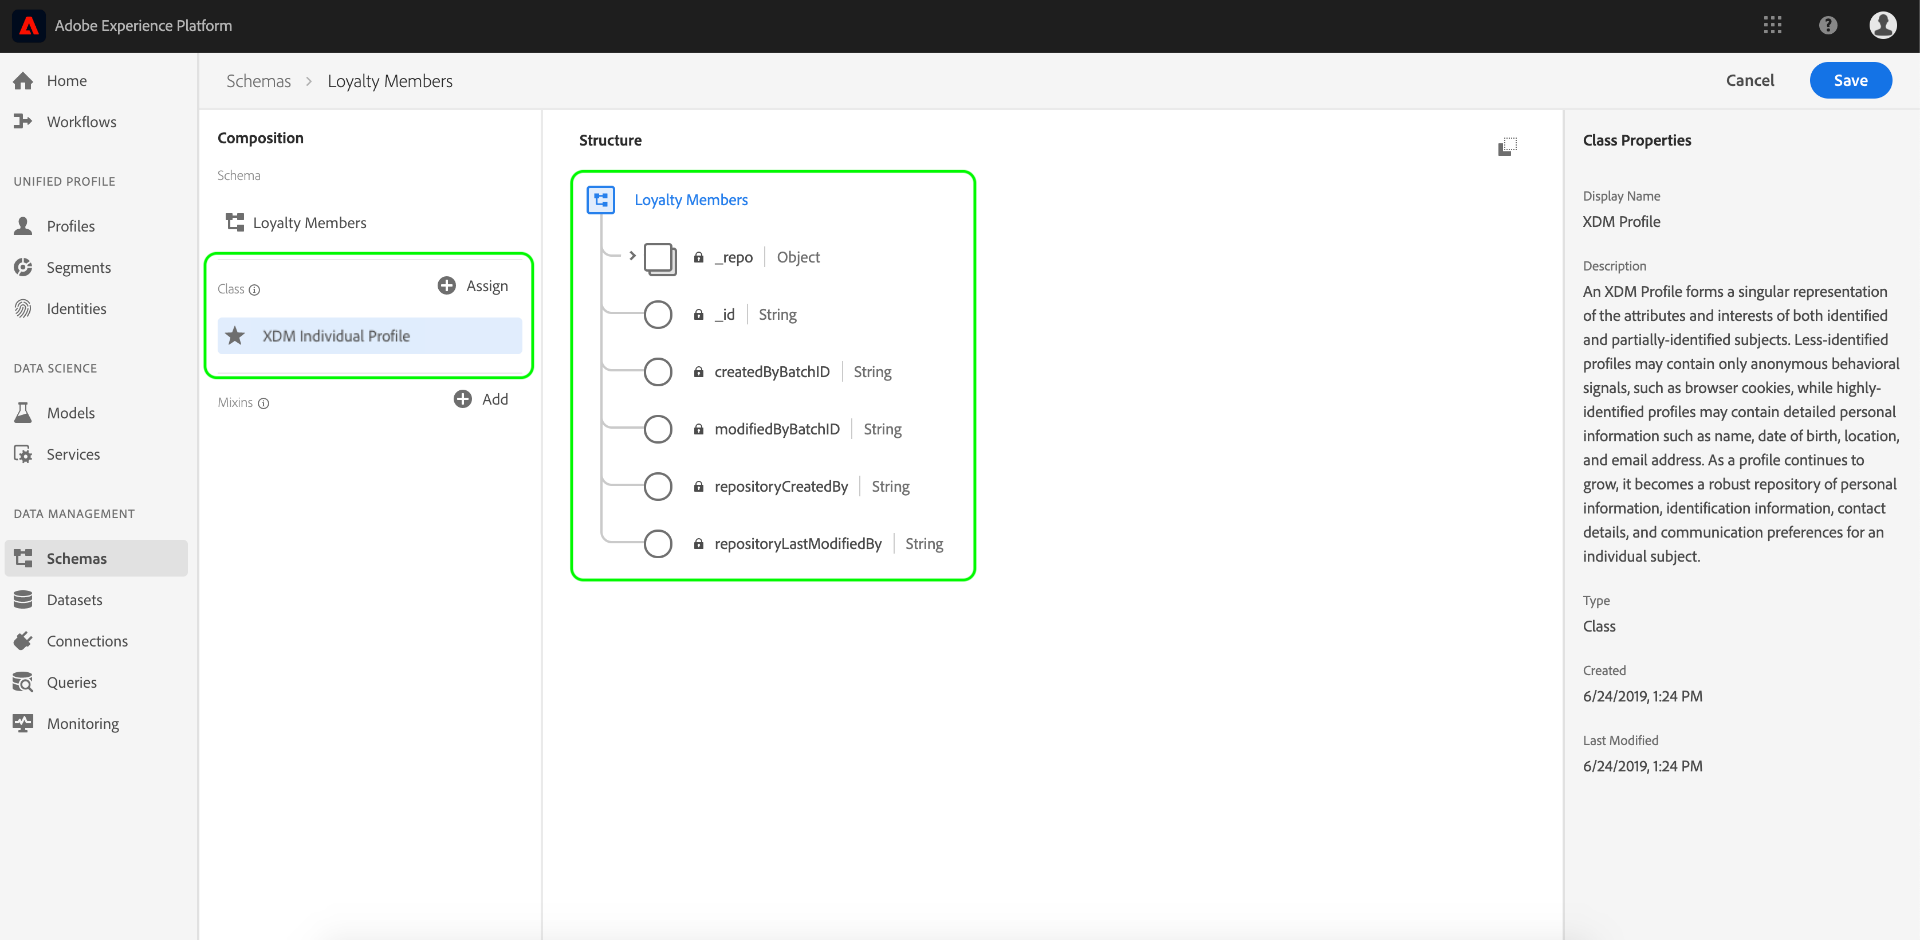 Adobe Experience Platform
Home
Workflows
UNIFIED PROFILE
Profiles
Segments
Identities
DATA SCIENCE
Models
Services
DATA MANAGEMENT
Schemas
Datasets
Connections
Queries
Monitoring
Schemas > Loyalty Members
Cancel
Save
Composition
Schema
Loyalty Members
Class
Assign
XDM Individual Profile
Mixins
Add
Structure
Loyalty Members
_repo | Object
_id | String
createdByBatchID | String
modifiedByBatchID | String
repositoryCreatedBy | String
repositoryLastModifiedBy | String
Class Properties
Display Name
XDM Profile
Description
An XDM Profile forms a singular representation
of the attributes and interests of both identified
and partially-identified subjects. Less-identified
profiles may contain only anonymous behavioral
signals, such as browser cookies, while highly-
identified profiles may contain detailed personal
information such as name, date of birth, location,
and email address. As a profile continues to
grow, it becomes a robust repository of personal
information, identification information, contact
details, and communication preferences for an
individual subject.
Type
Class
Created
6/24/2019, 1:24 PM
Last Modified
6/24/2019, 1:24 PM